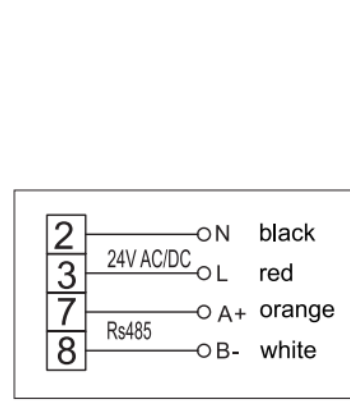 2 N black
24V AC/DC
3 L red
7 A+ orange
Rs485
8 B- white